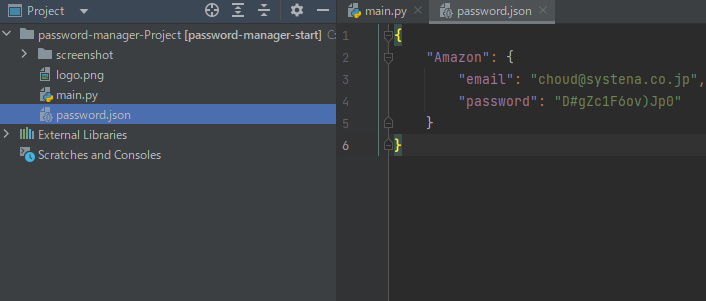 Project
password-manager-Project [password-manager-start]
screenshot
logo.png
main.py
password.json
External Libraries
Scratches and Consoles
main.py
password.json
1 {
2 "Amazon": {
3 "email": "choud@systena.co.jp",
4 "password": "D#gZc1F6ov)Jp0"
5 }
6 }